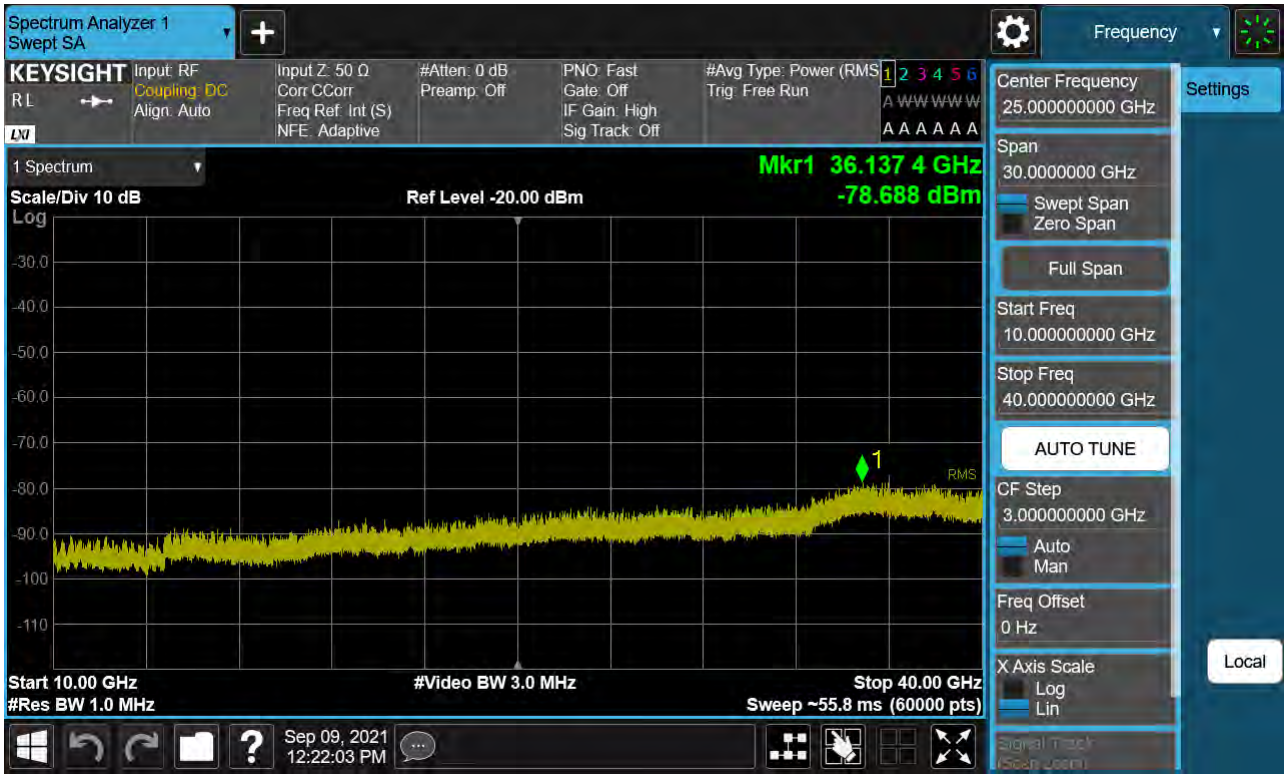 Spectrum Analyzer 1
Swept SA
+
Frequency
KEYSIGHT
RL
LXI
Input: RF
Coupling: DC
Align: Auto
Input Z: 50 Ω
Corr CCorr
Freq Ref: Int (S)
NFE: Adaptive
#Atten: 0 dB
Preamp: Off
PNO: Fast
Gate: Off
IF Gain: High
Sig Track: Off
#Avg Type: Power (RMS
Trig: Free Run
1 2 3 4 5 6
A W W W W W
A A A A A A
1 Spectrum
Scale/Div 10 dB
Ref Level -20.00 dBm
Mkr1 36.137 4 GHz
-78.688 dBm
Log
-30.0
-40.0
-50.0
-60.0
-70.0
-80.0
-90.0
-100
-110
1
RMS
Start 10.00 GHz
#Video BW 3.0 MHz
Stop 40.00 GHz
#Res BW 1.0 MHz
Sweep ~55.8 ms (60000 pts)
Center Frequency
25.000000000 GHz
Settings
Span
30.0000000 GHz
Swept Span
Zero Span
Full Span
Start Freq
10.000000000 GHz
Stop Freq
40.000000000 GHz
AUTO TUNE
CF Step
3.000000000 GHz
Auto
Man
Freq Offset
0 Hz
X Axis Scale
Log
Lin
Local
Signal Track
(Span Zoom)
?
Sep 09, 2021
12:22:03 PM